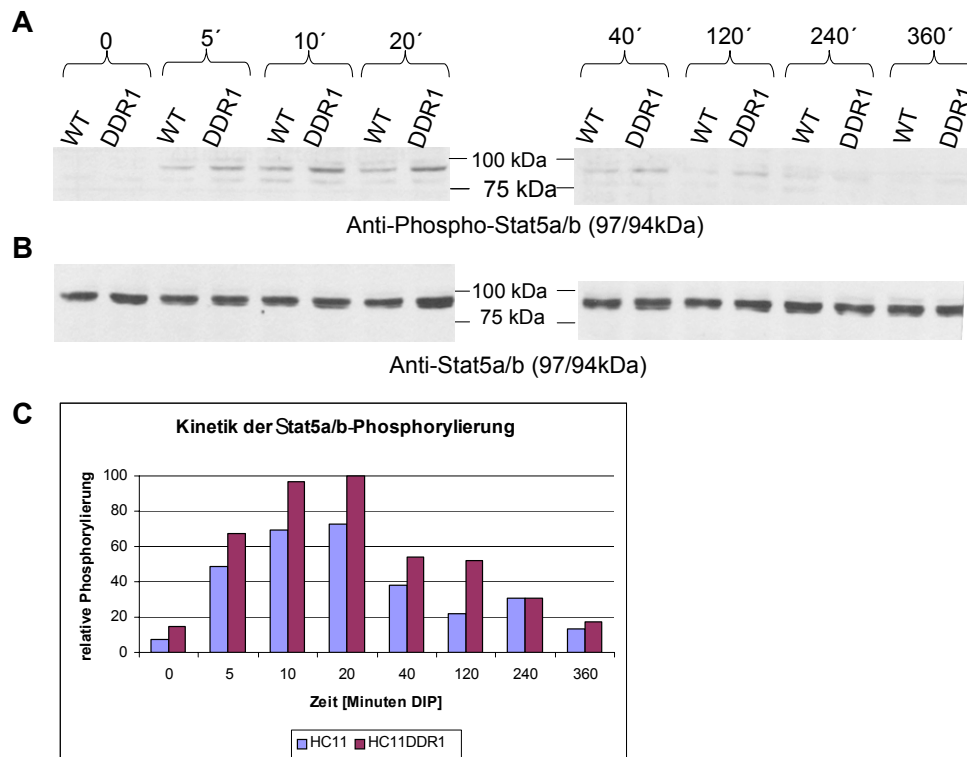 A
0 5´ 10´ 20´ 40´ 120´ 240´ 360´
WT DDR1 WT DDR1 WT DDR1 WT DDR1 WT DDR1 WT DDR1 WT DDR1 WT DDR1
100 kDa
75 kDa
Anti-Phospho-Stat5a/b (97/94kDa)
B
100 kDa
75 kDa
Anti-Stat5a/b (97/94kDa)
C
Kinetik der Stat5a/b-Phosphorylierung
relative Phosphorylierung
100
80
60
40
20
0
0 5 10 20 40 120 240 360
Zeit [Minuten DIP]
HC11 HC11DDR1